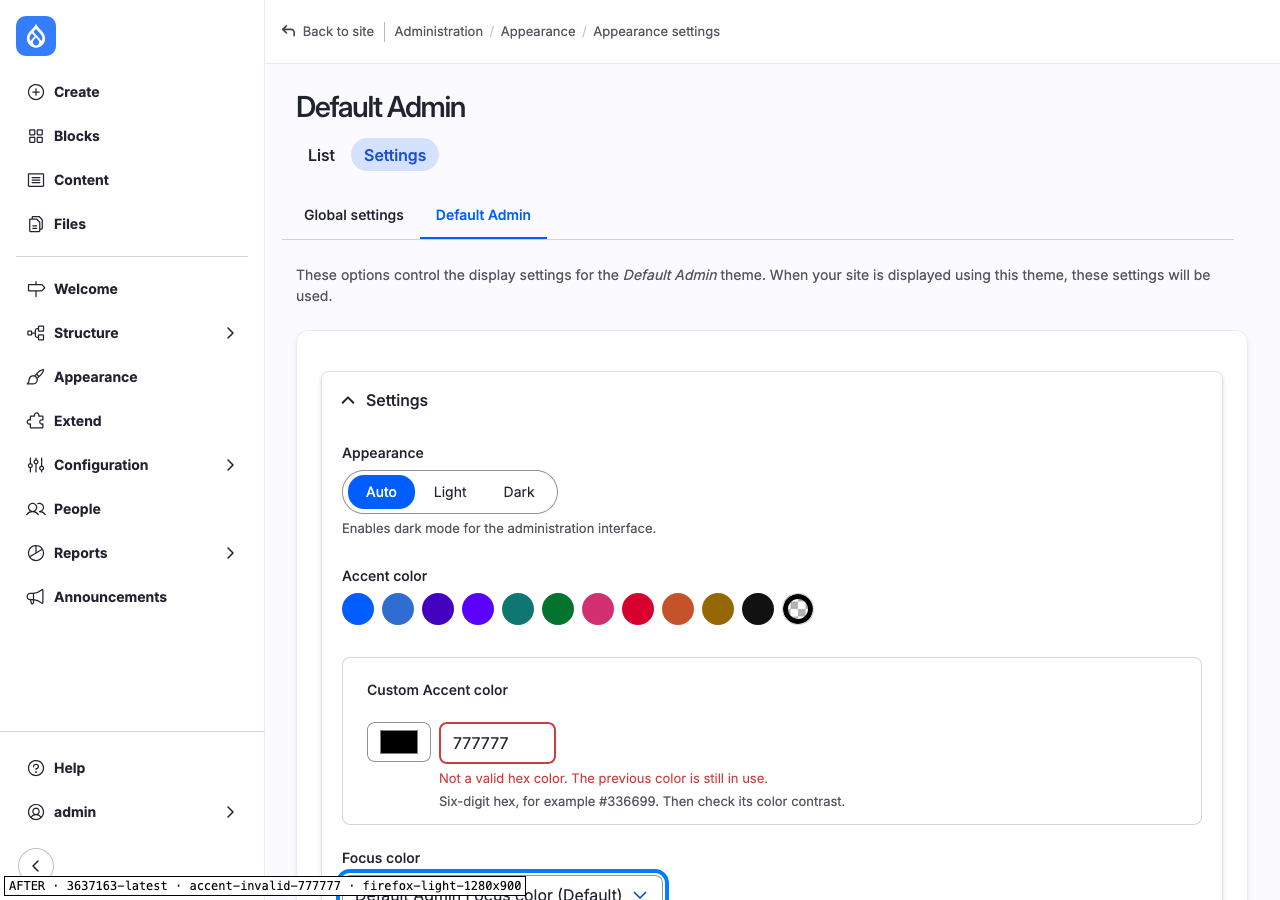 Back to site
Administration / Appearance / Appearance settings
Create
Blocks
Content
Files
Welcome
Structure
Appearance
Extend
Configuration
People
Reports
Announcements
Help
admin
Default Admin
List Settings
Global settings Default Admin
These options control the display settings for the Default Admin theme. When your site is displayed using this theme, these settings will be
used.
Settings
Appearance
Auto Light Dark
Enables dark mode for the administration interface.
Accent color
Custom Accent color
777777
Not a valid hex color. The previous color is still in use.
Six-digit hex, for example #336699. Then check its color contrast.
Focus color
Default Admin Focus color (Default)
AFTER · 3637163-latest · accent-invalid-777777 · firefox-light-1280x900